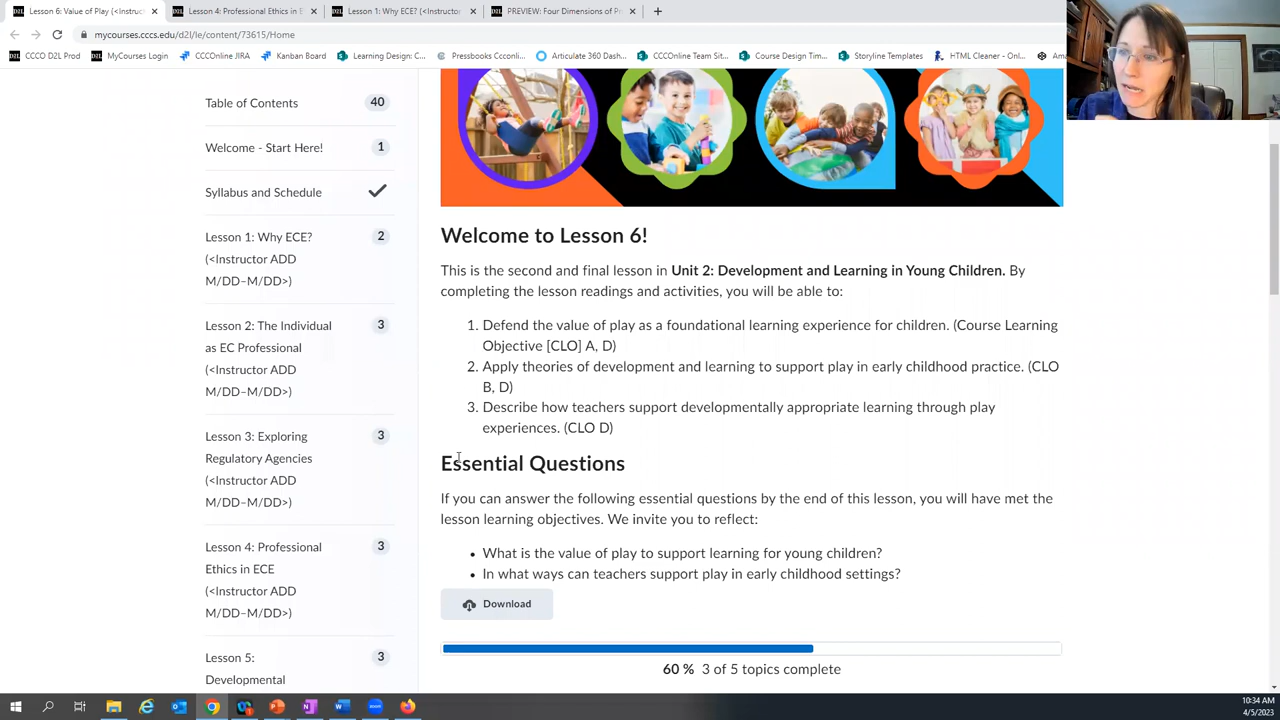 Lesson 6: Value of Play (<Instruc
Lesson 4: Professional Ethics in E
Lesson 1: Why ECE? (<Instructor
PREVIEW: Four Dimensions of P
mycourses.cccs.edu/d2l/le/content/73615/Home
CCCO D2L Prod
MyCourses Login
CCCOnline JIRA
Kanban Board
Learning Design: C...
Pressbooks Ccconli...
Articulate 360 Dash...
CCCOnline Team Sit...
Course Design Tim...
Storyline Templates
HTML Cleaner - Onl...
Am
Table of Contents
40
Welcome - Start Here!
1
Syllabus and Schedule
Lesson 1: Why ECE?
2
(<Instructor ADD
M/DD–M/DD>)
Lesson 2: The Individual
3
as EC Professional
(<Instructor ADD
M/DD–M/DD>)
Lesson 3: Exploring
3
Regulatory Agencies
(<Instructor ADD
M/DD–M/DD>)
Lesson 4: Professional
3
Ethics in ECE
(<Instructor ADD
M/DD–M/DD>)
Lesson 5:
3
Developmental
Welcome to Lesson 6!
This is the second and final lesson in Unit 2: Development and Learning in Young Children. By
completing the lesson readings and activities, you will be able to:
1. Defend the value of play as a foundational learning experience for children. (Course Learning
Objective [CLO] A, D)
2. Apply theories of development and learning to support play in early childhood practice. (CLO
B, D)
3. Describe how teachers support developmentally appropriate learning through play
experiences. (CLO D)
Essential Questions
If you can answer the following essential questions by the end of this lesson, you will have met the
lesson learning objectives. We invite you to reflect:
• What is the value of play to support learning for young children?
• In what ways can teachers support play in early childhood settings?
Download
60 % 3 of 5 topics complete
10:34 AM
4/5/2023